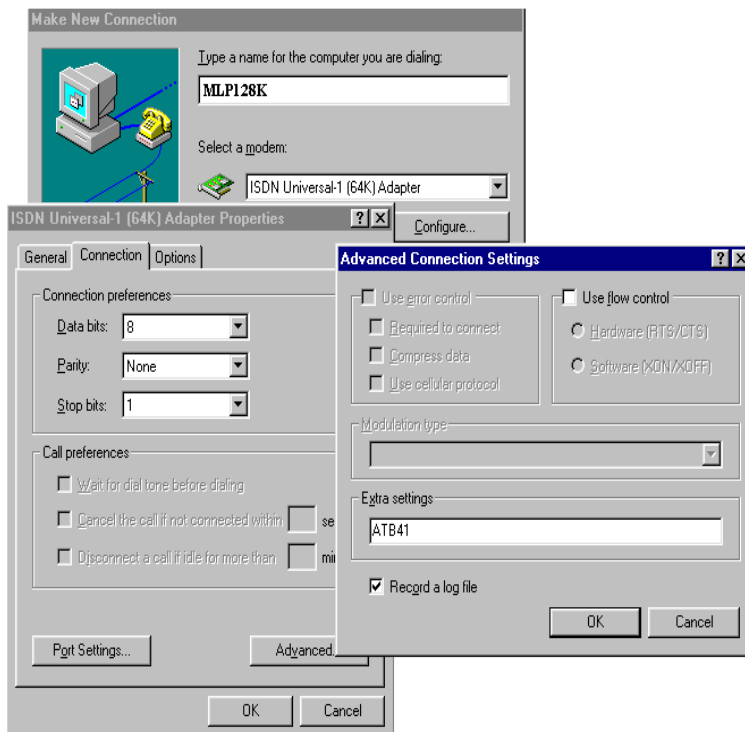 Make New Connection
Type a name for the computer you are dialing:
MLP128K
Select a modem:
ISDN Universal-1 (64K) Adapter
Configure...
ISDN Universal-1 (64K) Adapter Properties
General Connection Options
Connection preferences
Data bits: 8
Parity: None
Stop bits: 1
Call preferences
Wait for dial tone before dialing
Cancel the call if not connected within se
Disconnect a call if idle for more than
Port Settings... Advanced...
OK Cancel
Advanced Connection Settings
Use error control
Required to connect
Compress data
Use cellular protocol
Use flow control
Hardware (RTS/CTS)
Software (XON/XOFF)
Modulation type
Extra settings
ATB41
Record a log file
OK Cancel